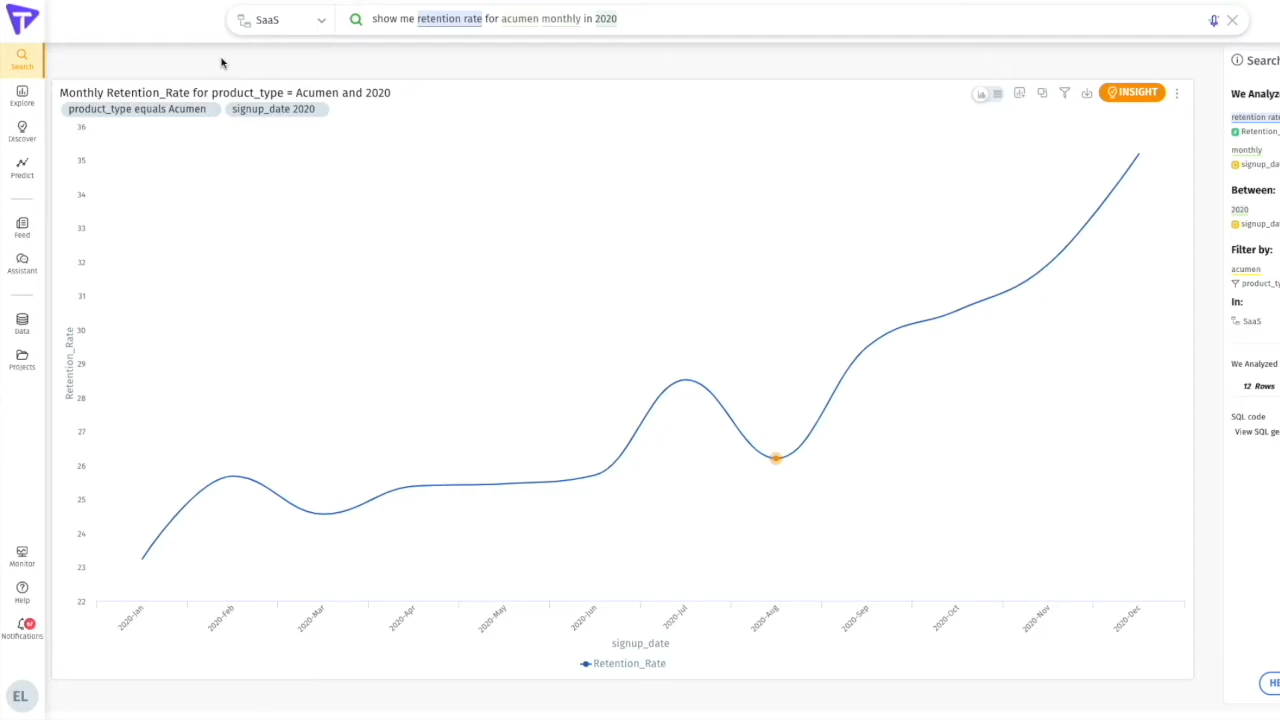 SaaS
show me retention rate for acumen monthly in 2020
Search
Explore
Discover
Predict
Feed
Assistant
Data
Projects
Monitor
Help
67
Notifications
EL
Monthly Retention_Rate for product_type = Acumen and 2020
product_type equals Acumen
signup_date 2020
INSIGHT
36
35
34
33
32
31
30
29
28
27
26
25
24
23
22
Retention_Rate
2020-Jan
2020-Feb
2020-Mar
2020-Apr
2020-May
2020-Jun
2020-Jul
2020-Aug
2020-Sep
2020-Oct
2020-Nov
2020-Dec
signup_date
Retention_Rate
Search
We Analyz
retention rate
Retention_
monthly
signup_da
Between:
2020
signup_da
Filter by:
acumen
product_ty
In:
SaaS
We Analyzed
12 Rows
SQL code
View SQL ge
HE